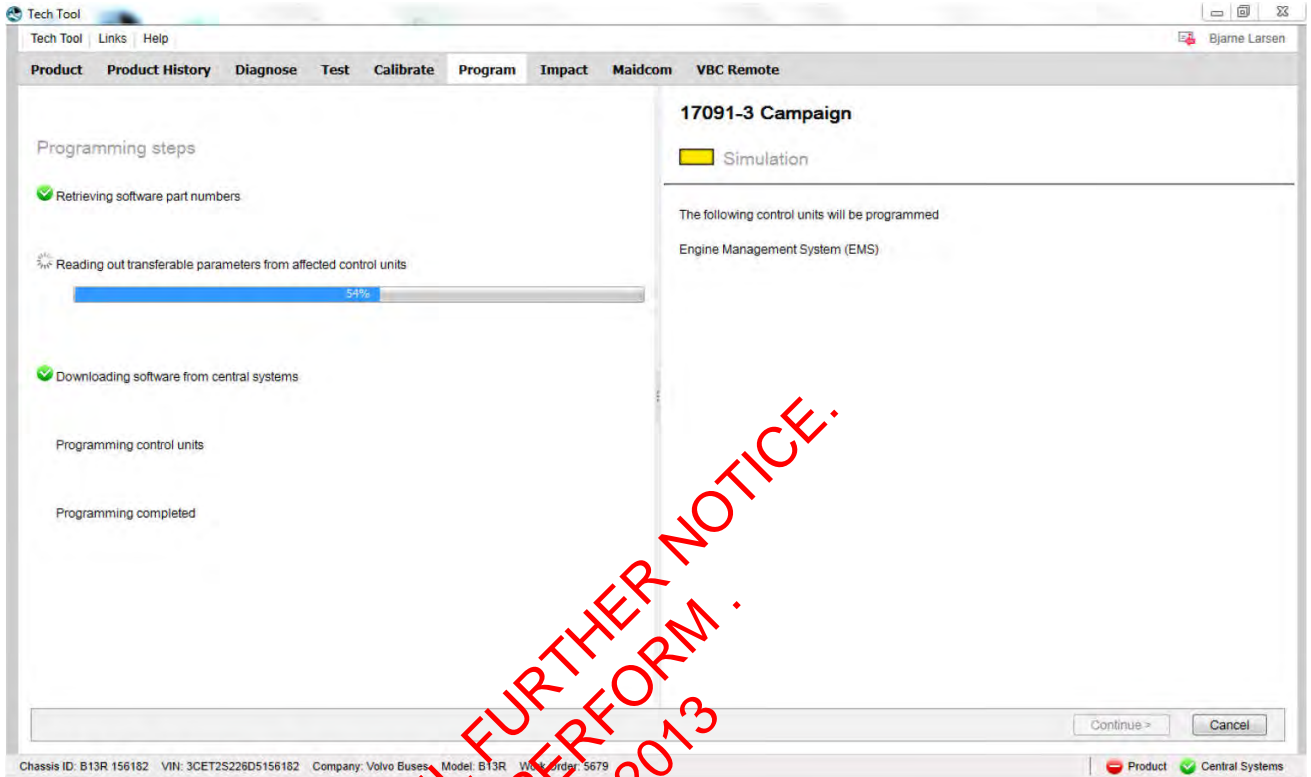 Tech Tool
Tech Tool Links Help Bjarne Larsen
Product Product History Diagnose Test Calibrate Program Impact Maidcom VBC Remote
17091-3 Campaign
Programming steps
Simulation
Retrieving software part numbers
The following control units will be programmed
Engine Management System (EMS)
Reading out transferable parameters from affected control units
54%
Downloading software from central systems
Programming control units
Programming completed
FURTHER NOTICE.
PERFORM .
2013
Continue > Cancel
Chassis ID: B13R 156182 VIN: 3CET2S226D5156182 Company: Volvo Buses Model: B13R Work Order: 5679 Product Central Systems